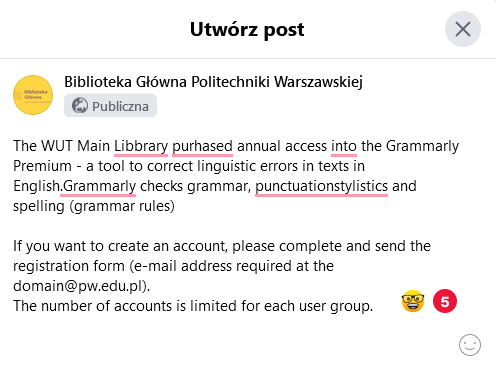 Utwórz post
Biblioteka
Główna
Biblioteka Główna Politechniki Warszawskiej
Publiczna
The WUT Main Libbrary purhased annual access into the Grammarly
Premium - a tool to correct linguistic errors in texts in
English.Grammarly checks grammar, punctuationstylistics and
spelling (grammar rules)
If you want to create an account, please complete and send the
registration form (e-mail address required at the
domain@pw.edu.pl).
The number of accounts is limited for each user group.
5